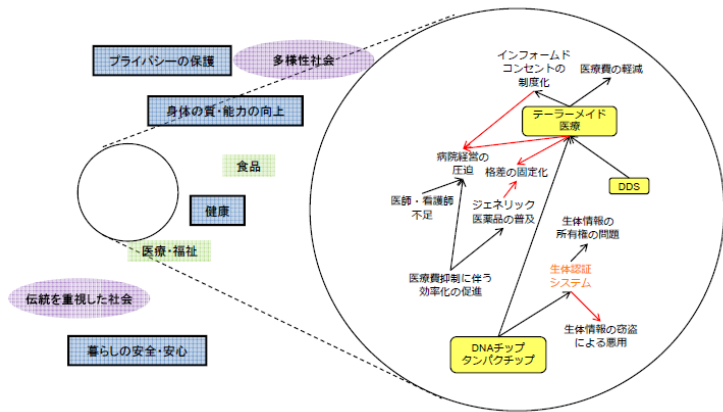 プライバシーの保護
多様性社会
身体の質・能力の向上
食品
健康
医療・福祉
伝統を重視した社会
暮らしの安全・安心
インフォームド
コンセントの
制度化
医療費の軽減
テーラーメイド
医療
病院経営の
圧迫
格差の固定化
DDS
医師・看護師
不足
ジェネリック
医薬品の普及
生体情報の
所有権の問題
医療費抑制に伴う
効率化の促進
生体認証
システム
生体情報の窃盗
による悪用
DNAチップ
タンパクチップ